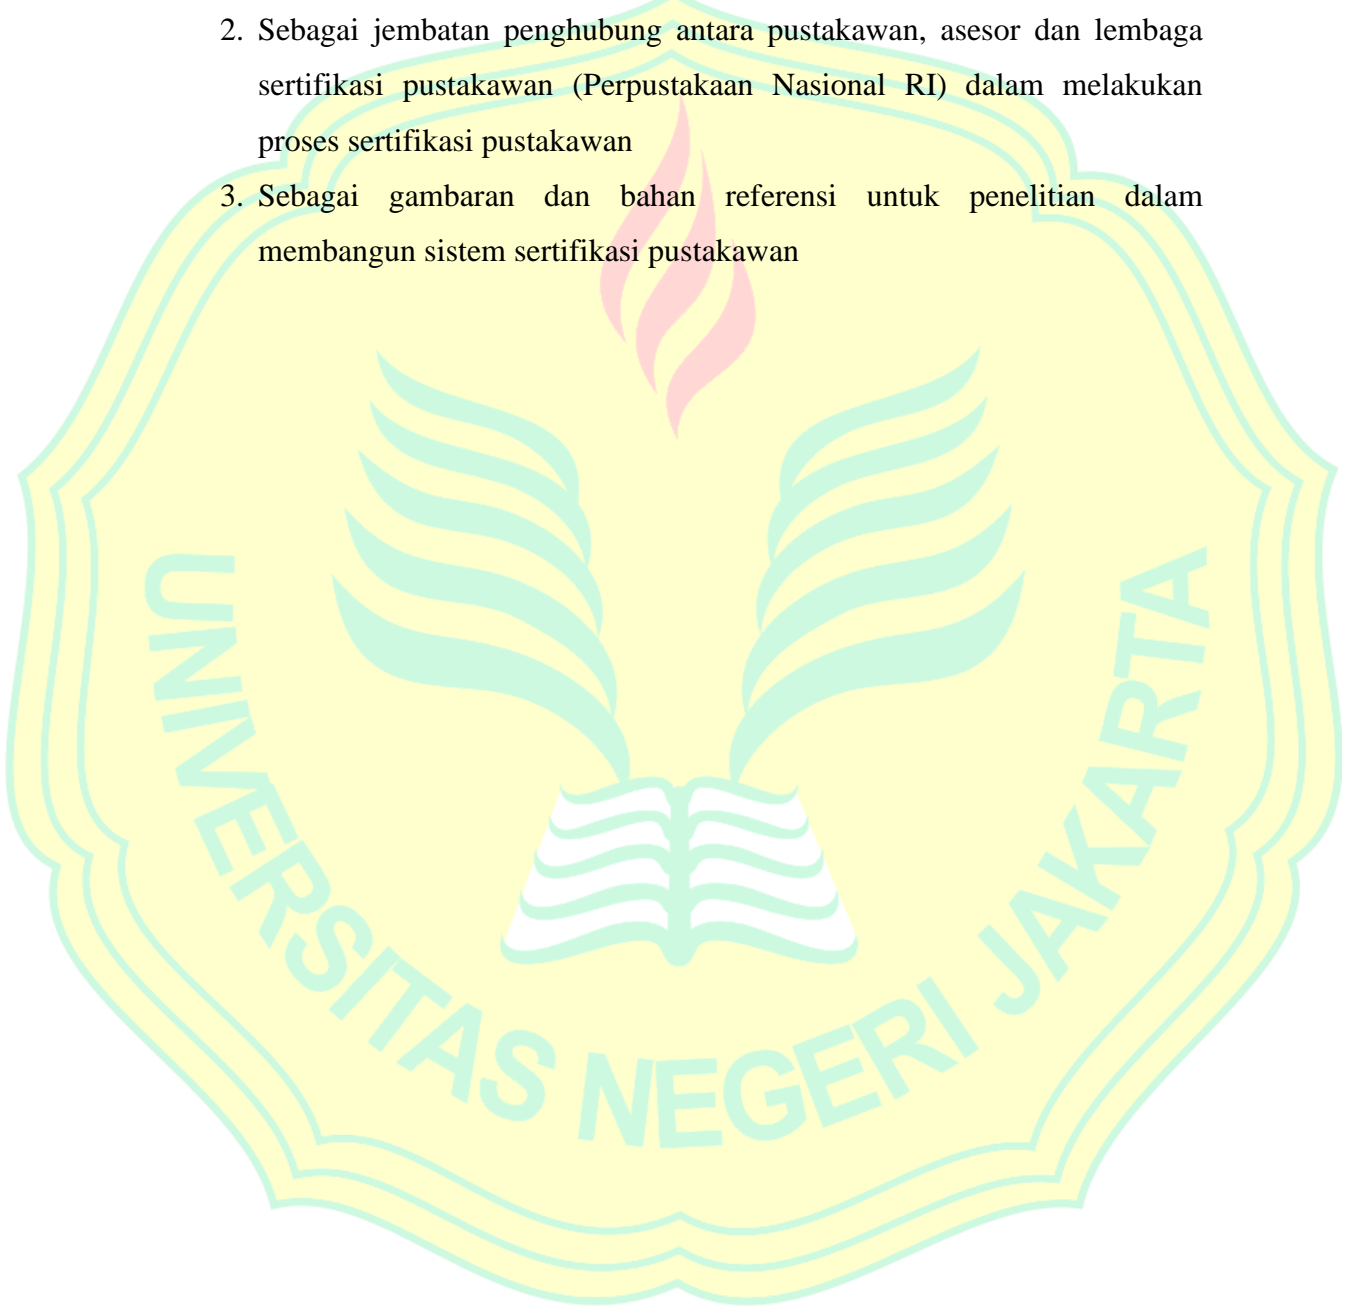 2. Sebagai jembatan penghubung antara pustakawan, asesor dan lembaga
sertifikasi pustakawan (Perpustakaan Nasional RI) dalam melakukan
proses sertifikasi pustakawan
3. Sebagai gambaran dan bahan referensi untuk penelitian dalam
membangun sistem sertifikasi pustakawan
UNIVERSITAS NEGERI JAKARTA